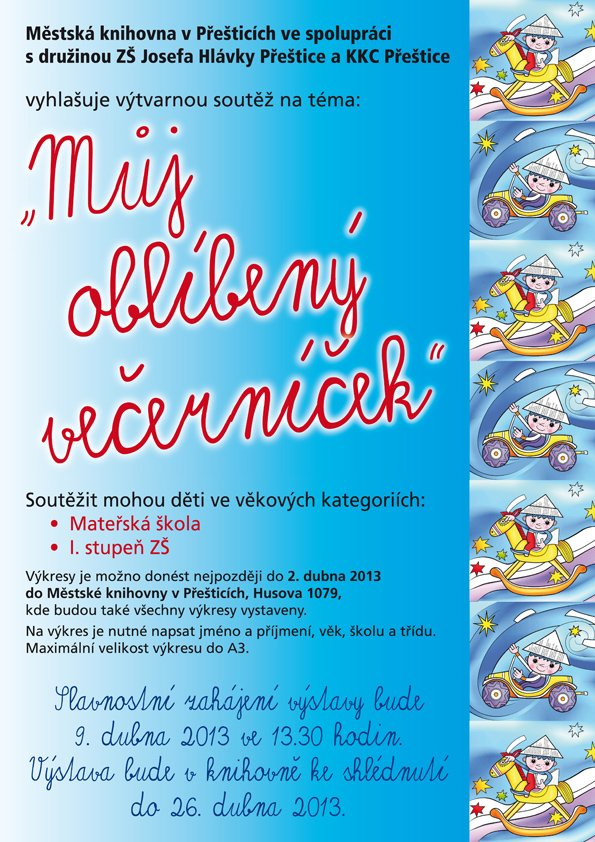 Městská knihovna v Přešticích ve spolupráci
s družinou ZŠ Josefa Hlávky Přeštice a KKC Přeštice
vyhlašuje výtvarnou soutěž na téma:
„Můj
oblíbený
večerníček“
Soutěžit mohou děti ve věkových kategoriích:
• Mateřská škola
• I. stupeň ZŠ
Výkresy je možno donést nejpozději do 2. dubna 2013
do Městské knihovny v Přešticích, Husova 1079,
kde budou také všechny výkresy vystaveny.
Na výkres je nutné napsat jméno a příjmení, věk, školu a třídu.
Maximální velikost výkresu do A3.
Slavnostní zahájení výstavy bude
9. dubna 2013 ve 13.30 hodin.
Výstava bude v knihovně ke shlédnutí
do 26. dubna 2013.